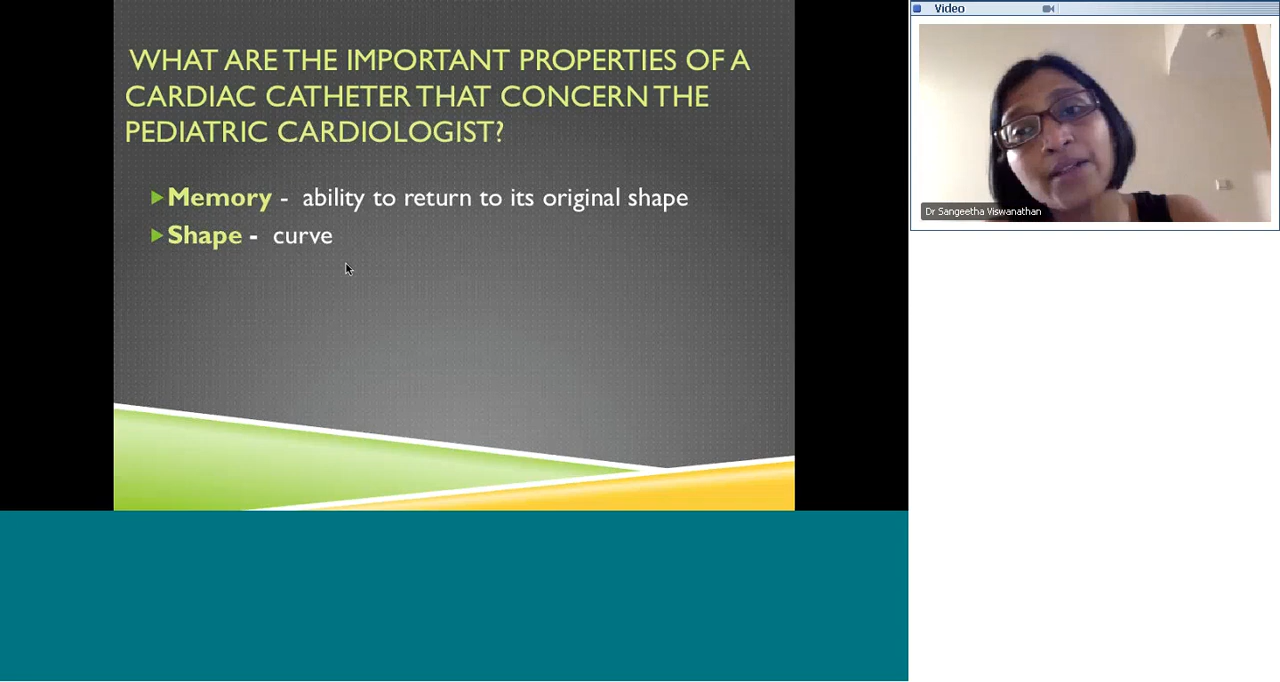 WHAT ARE THE IMPORTANT PROPERTIES OF A
CARDIAC CATHETER THAT CONCERN THE
PEDIATRIC CARDIOLOGIST?
Memory - ability to return to its original shape
Shape - curve
Video
Dr Sangeetha Viswanathan